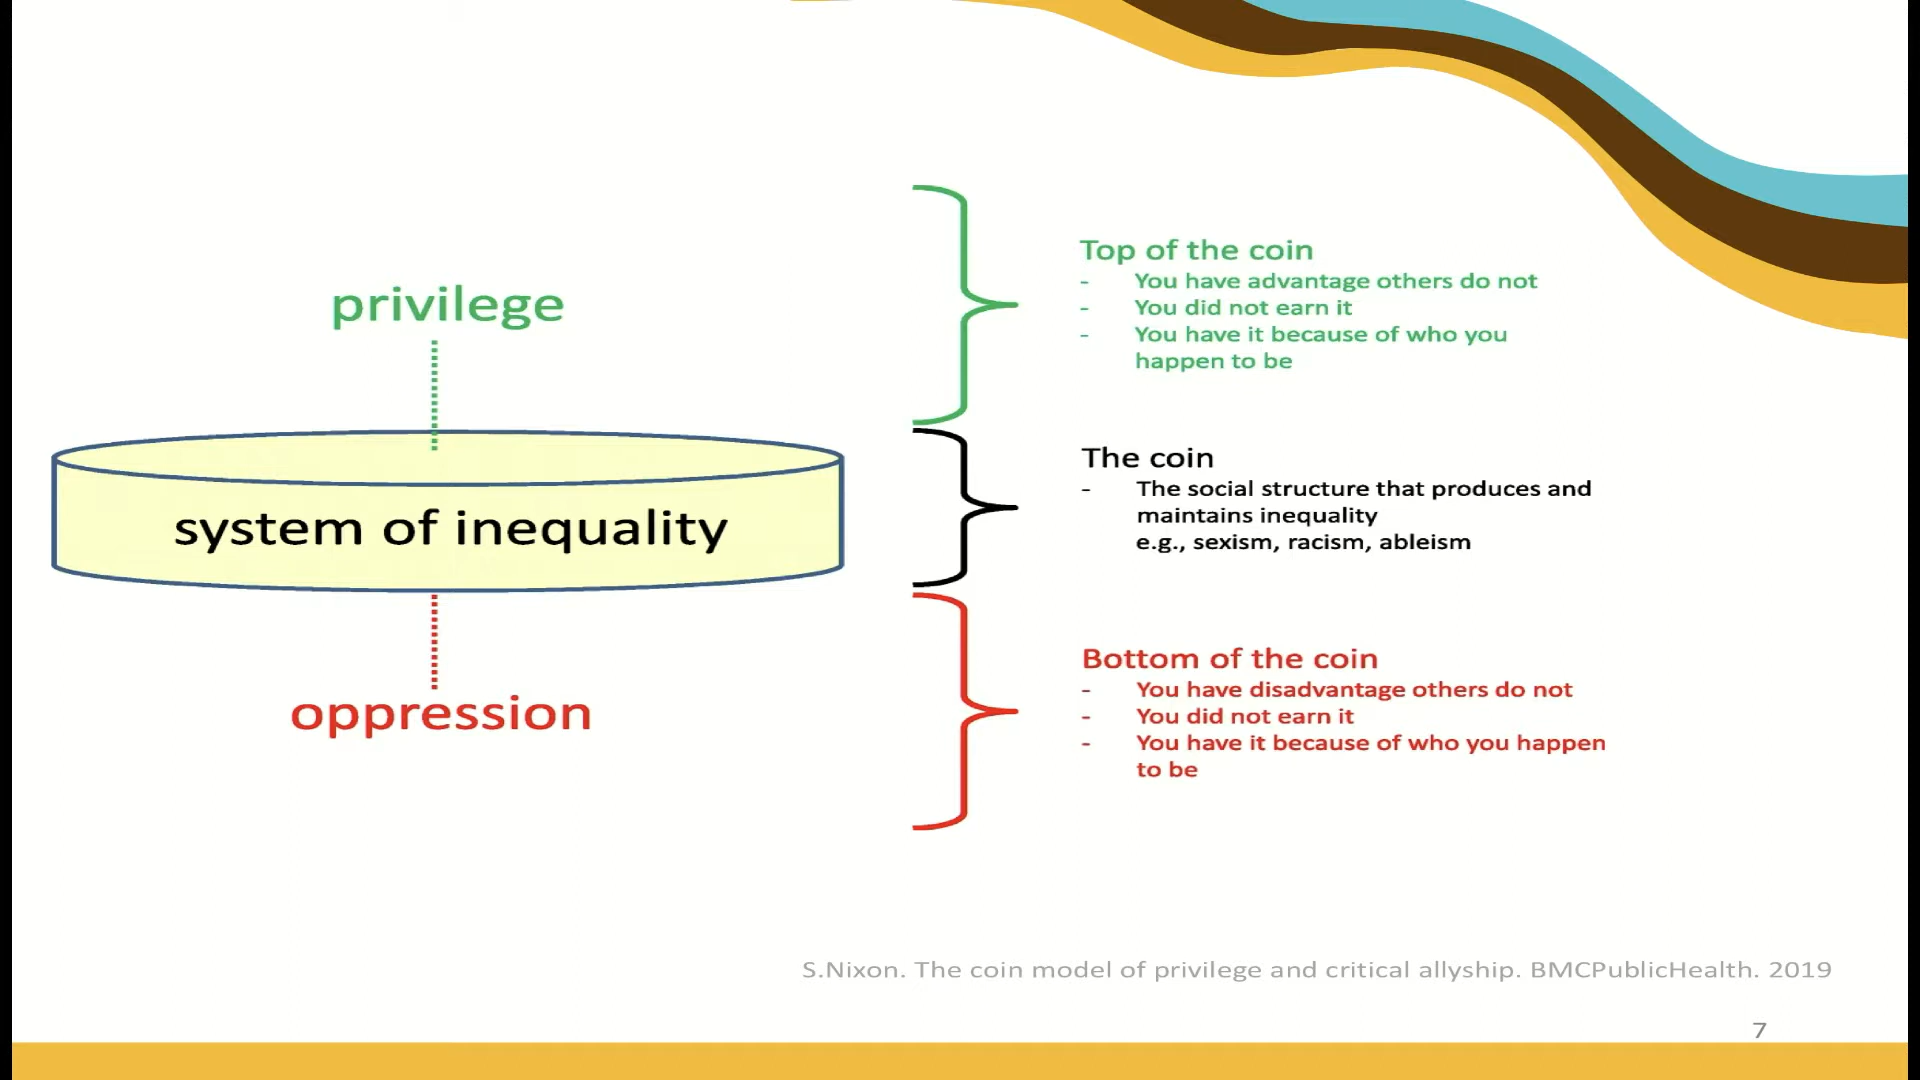 privilege
system of inequality
oppression
Top of the coin
- You have advantage others do not
- You did not earn it
- You have it because of who you
happen to be
The coin
- The social structure that produces and
maintains inequality
e.g., sexism, racism, ableism
Bottom of the coin
- You have disadvantage others do not
- You did not earn it
- You have it because of who you happen
to be
S.Nixon. The coin model of privilege and critical allyship. BMCPublicHealth. 2019
7